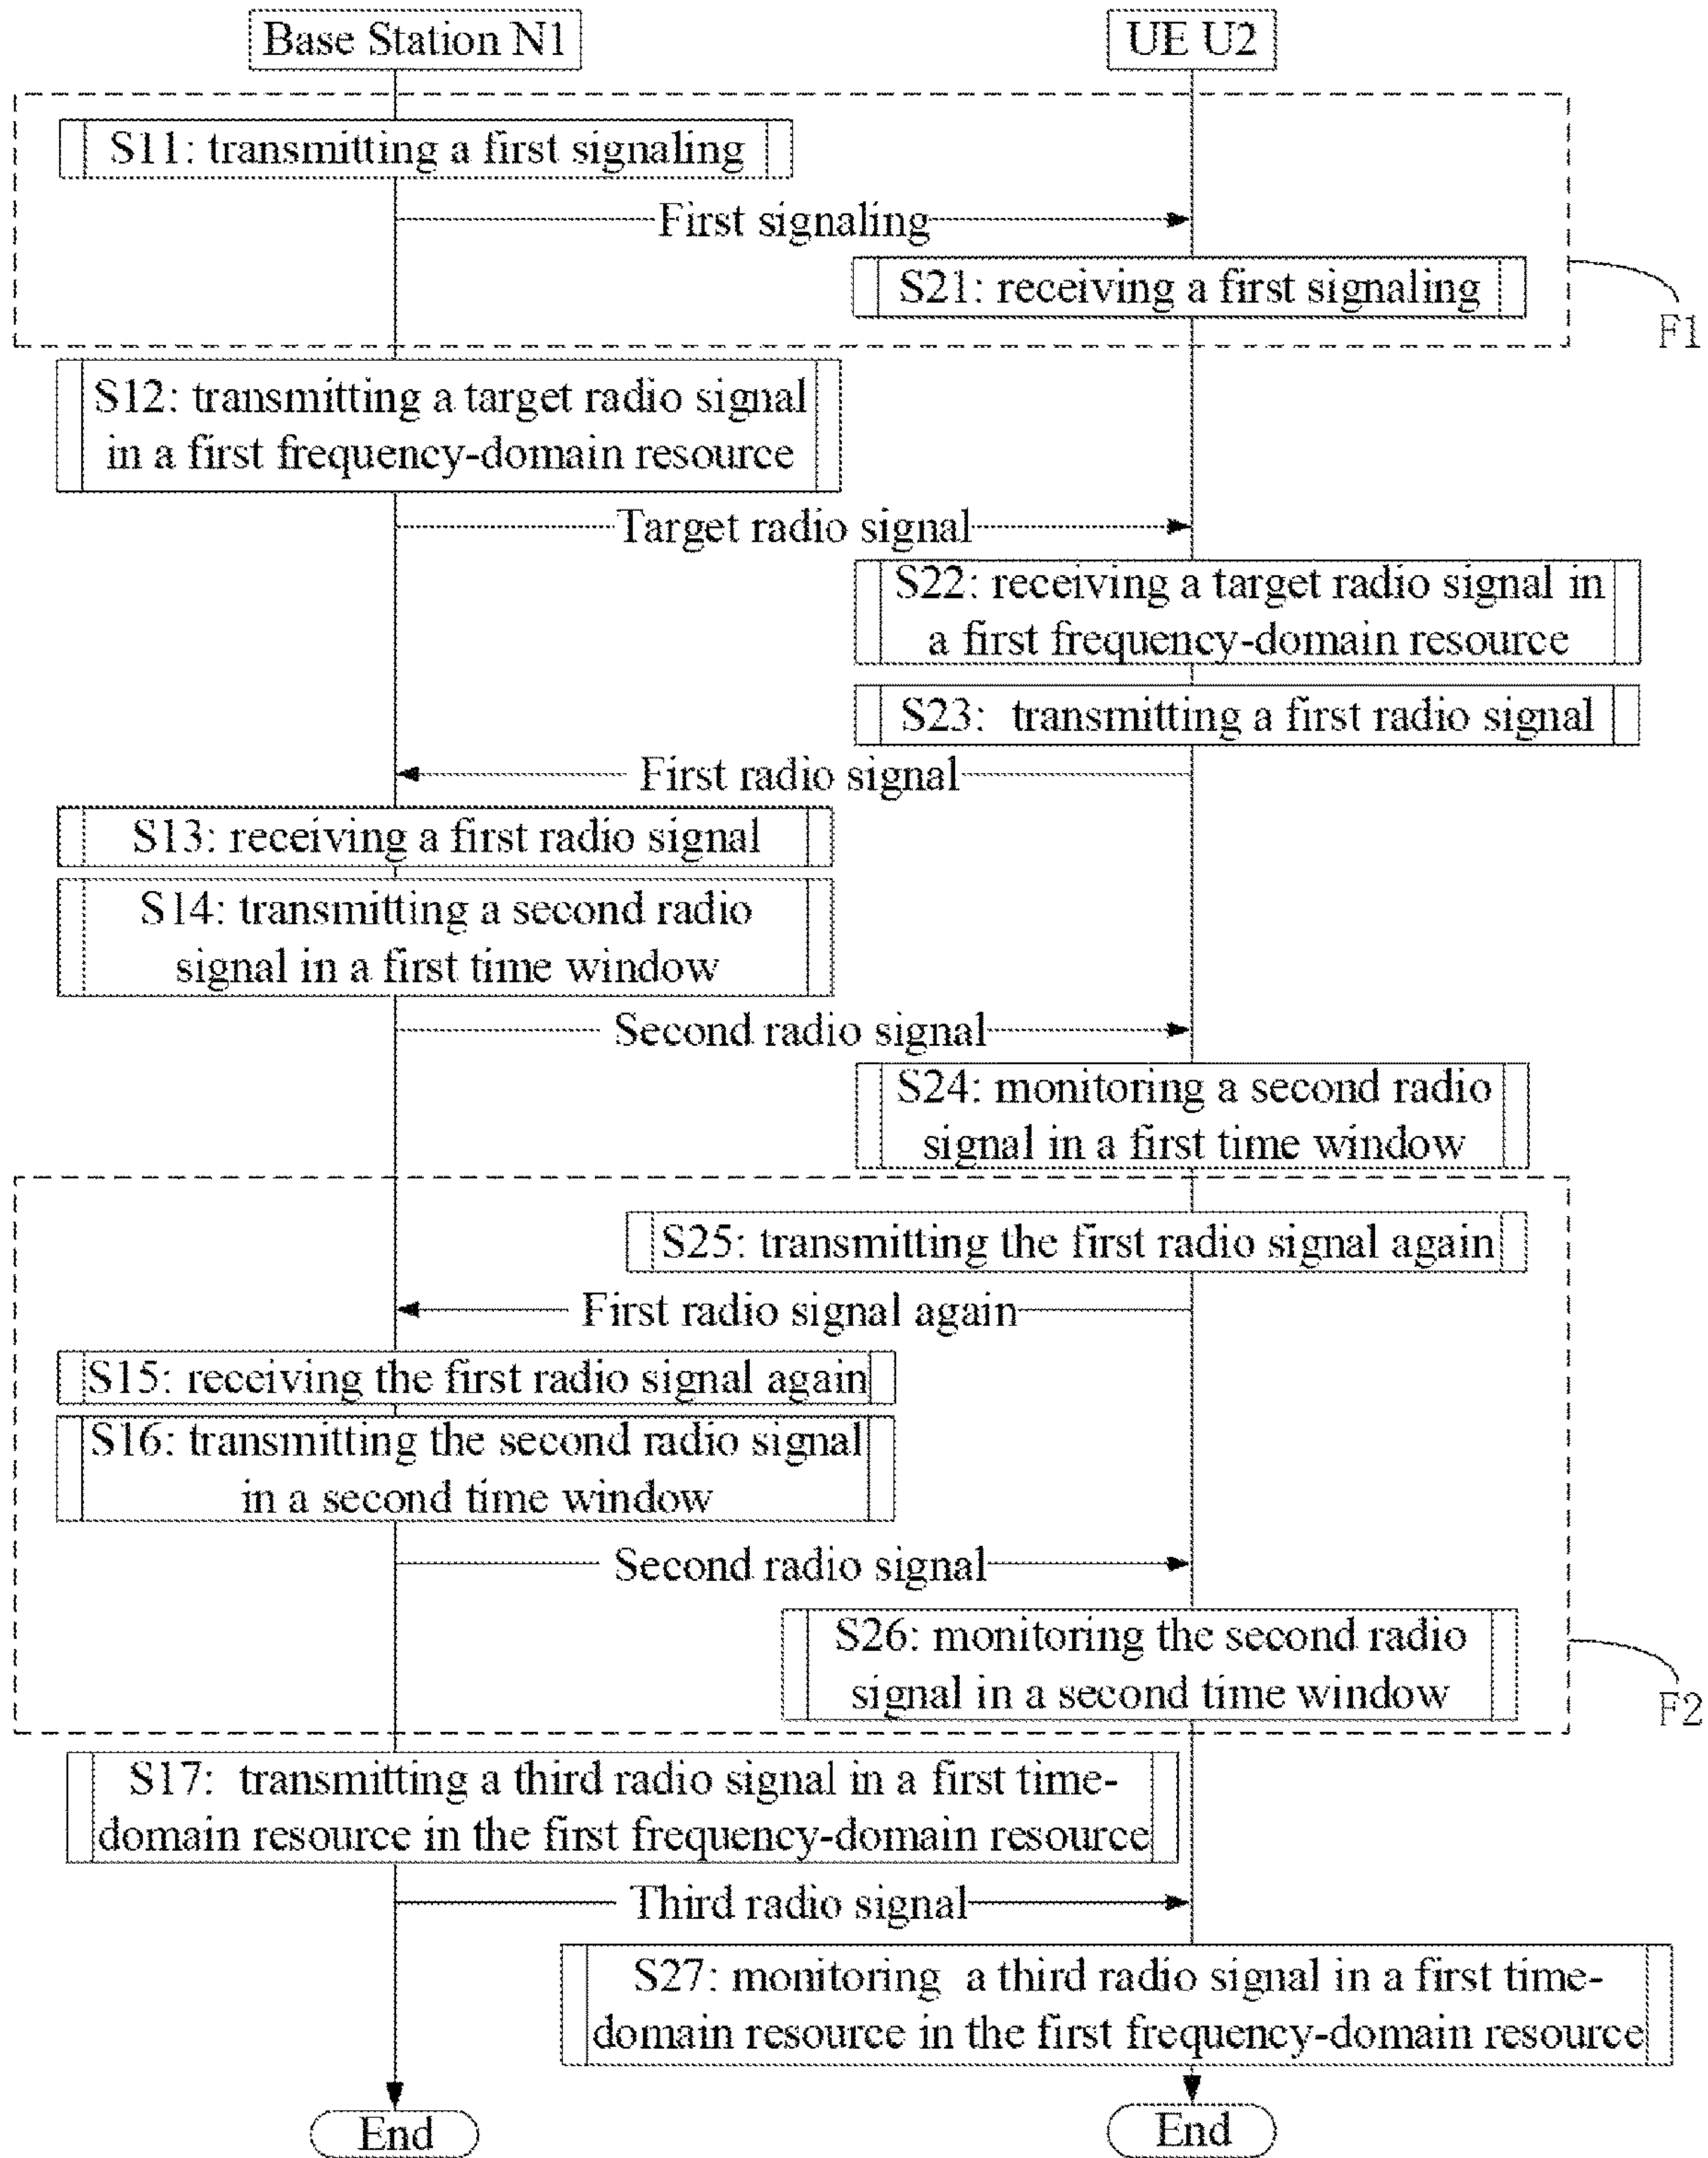 Base Station N1
UE U2
S11: transmitting a first signaling
First signaling
S21: receiving a first signaling
F1
S12: transmitting a target radio signal
in a first frequency-domain resource
Target radio signal
S22: receiving a target radio signal in
a first frequency-domain resource
S23: transmitting a first radio signal
First radio signal
S13: receiving a first radio signal
S14: transmitting a second radio
signal in a first time window
Second radio signal
S24: monitoring a second radio
signal in a first time window
S25: transmitting the first radio signal again
First radio signal again
S15: receiving the first radio signal again
S16: transmitting the second radio signal
in a second time window
Second radio signal
S26: monitoring the second radio
signal in a second time window
F2
S17: transmitting a third radio signal in a first time-
domain resource in the first frequency-domain resource
Third radio signal
S27: monitoring a third radio signal in a first time-
domain resource in the first frequency-domain resource
End
End